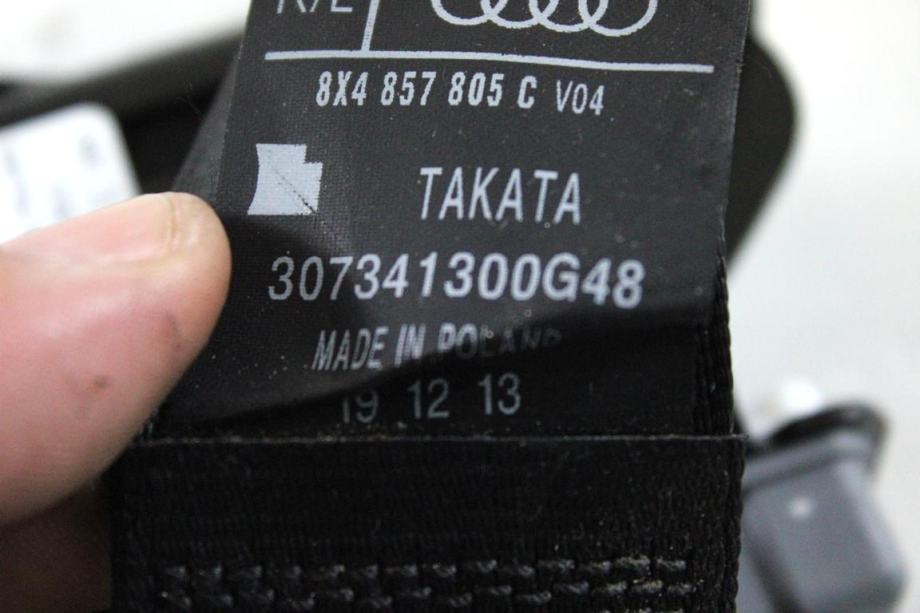 R/L
8X4 857 805 C V04
TAKATA
307341300G48
MADE IN POLAND
19 12 13